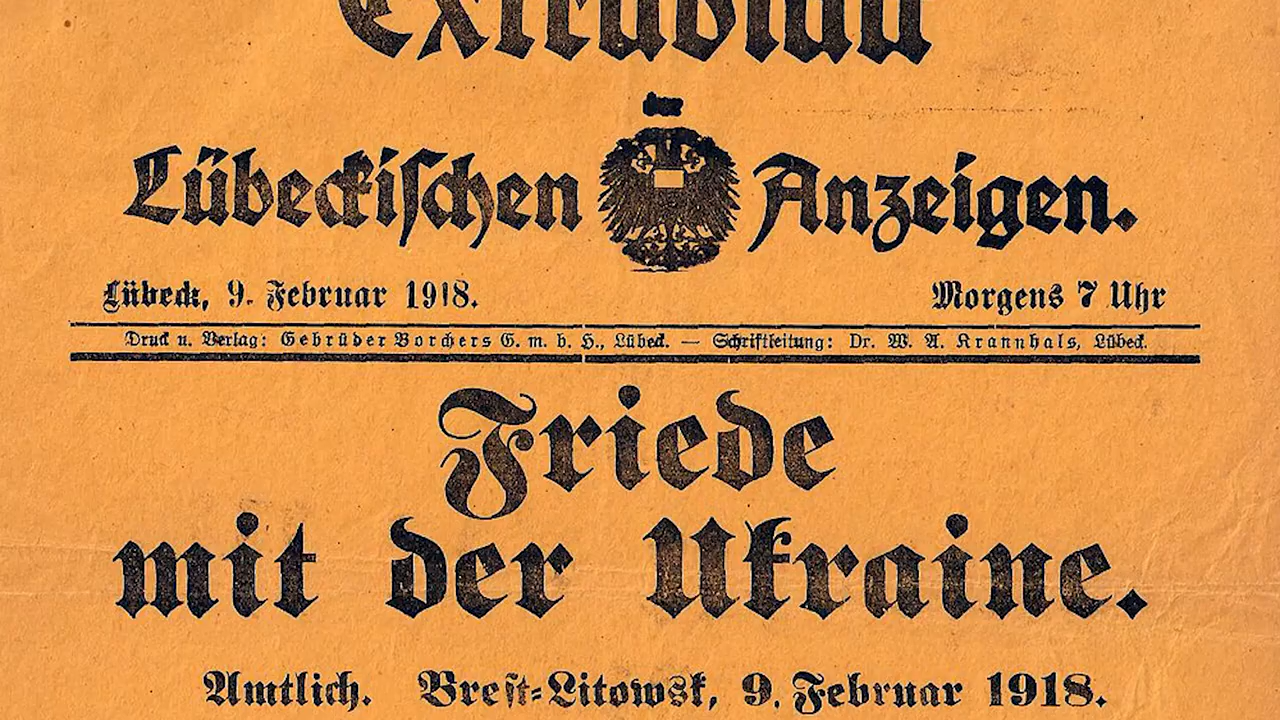 Extrablatt
der
Lübeckischen Anzeigen.
Lübeck, 9. Februar 1918. Morgens 7 Uhr
Druck u. Verlag: Gebrüder Borchers G. m. b. H., Lübeck. — Schriftleitung: Dr. W. A. Krannhals, Lübeck.
Friede
mit der Ukraine.
Amtlich. Brest-Litowsk, 9. Februar 1918.